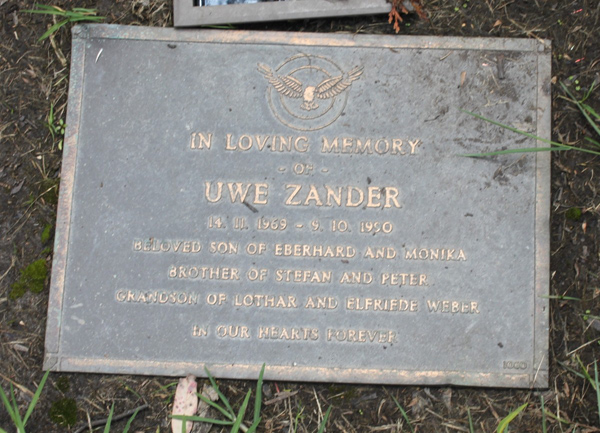 IN LOVING MEMORY
- OF -
UWE ZANDER
14. 11. 1969 - 9. 10. 1990
BELOVED SON OF EBERHARD AND MONIKA
BROTHER OF STEFAN AND PETER
GRANDSON OF LOTHAR AND ELFRIEDE WEBER
IN OUR HEARTS FOREVER